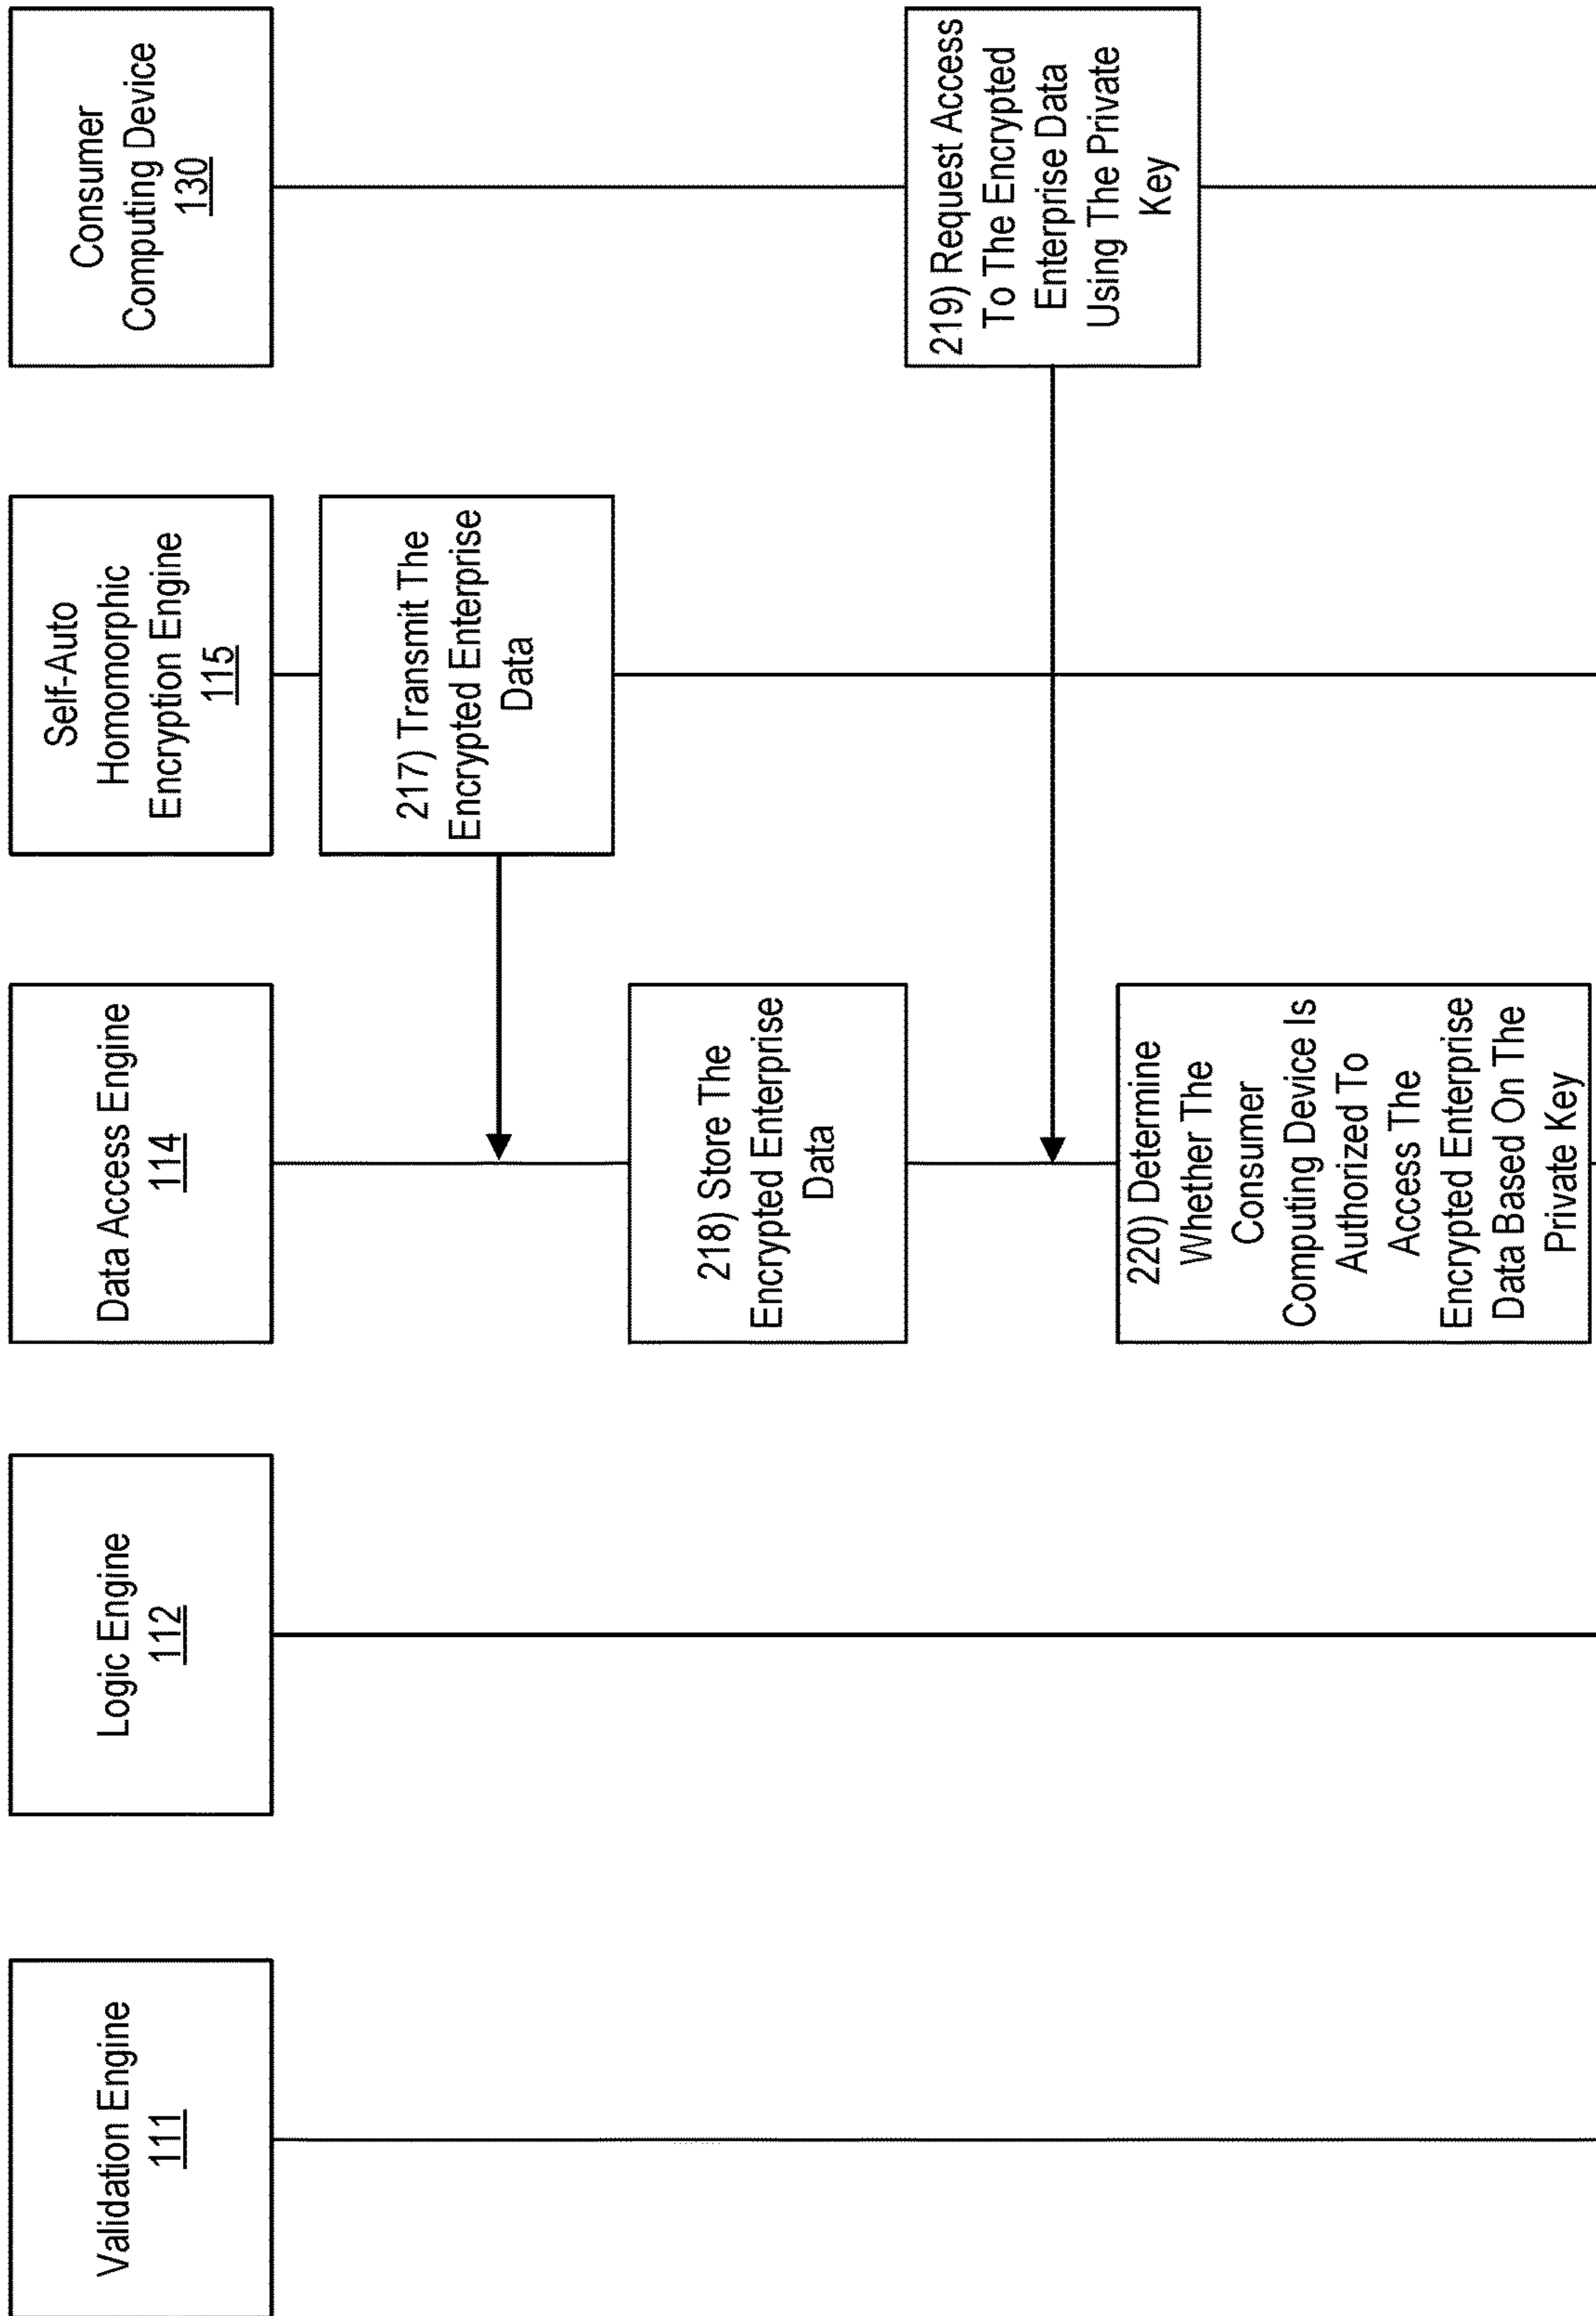 Validation Engine
111
Logic Engine
112
Data Access Engine
114
Self-Auto
Homomorphic
Encryption Engine
115
Consumer
Computing Device
130
217) Transmit The
Encrypted Enterprise
Data
218) Store The
Encrypted Enterprise
Data
219) Request Access
To The Encrypted
Enterprise Data
Using The Private
Key
220) Determine
Whether The
Consumer
Computing Device Is
Authorized To
Access The
Encrypted Enterprise
Data Based On The
Private Key